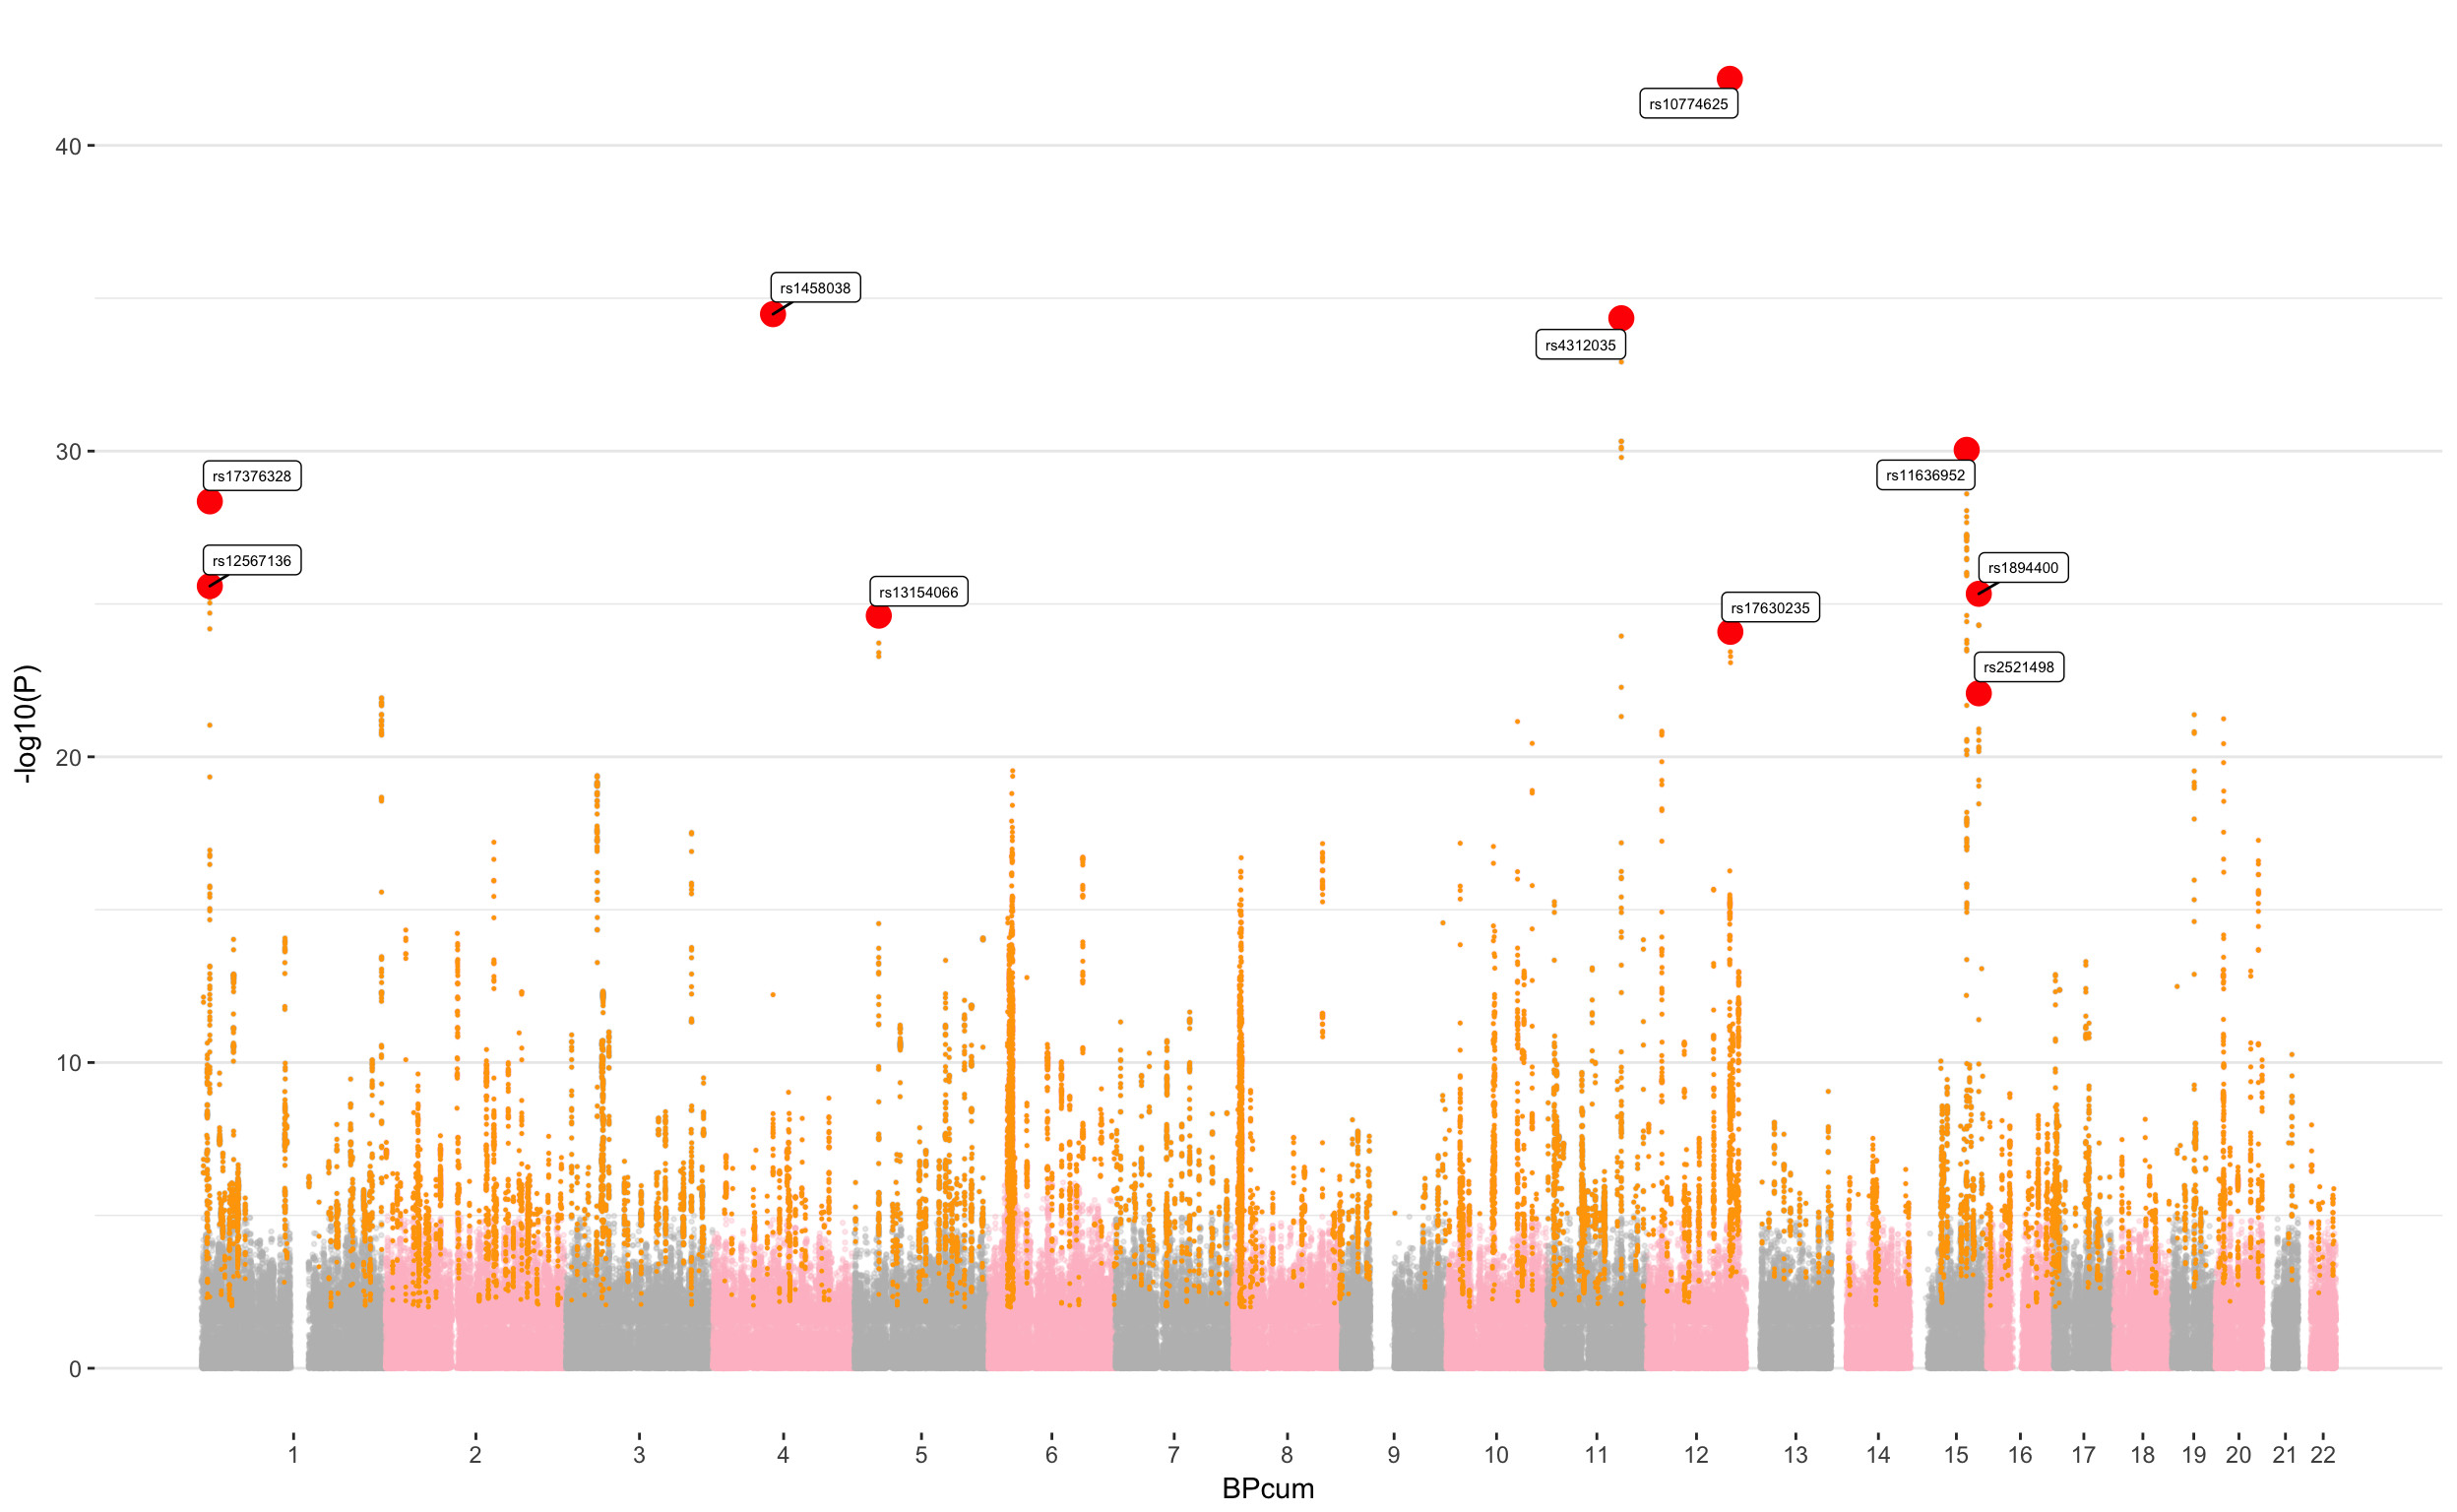 rs10774625
40
rs1458038
rs4312035
30
rs17376328
rs11636952
rs12567136
rs1894400
rs13154066
rs17630235
rs2521498
-log10(P)
20
10
0
1 2 3 4 5 6 7 8 9 10 11 12 13 14 15 16 17 18 19 20 21 22
BPcum